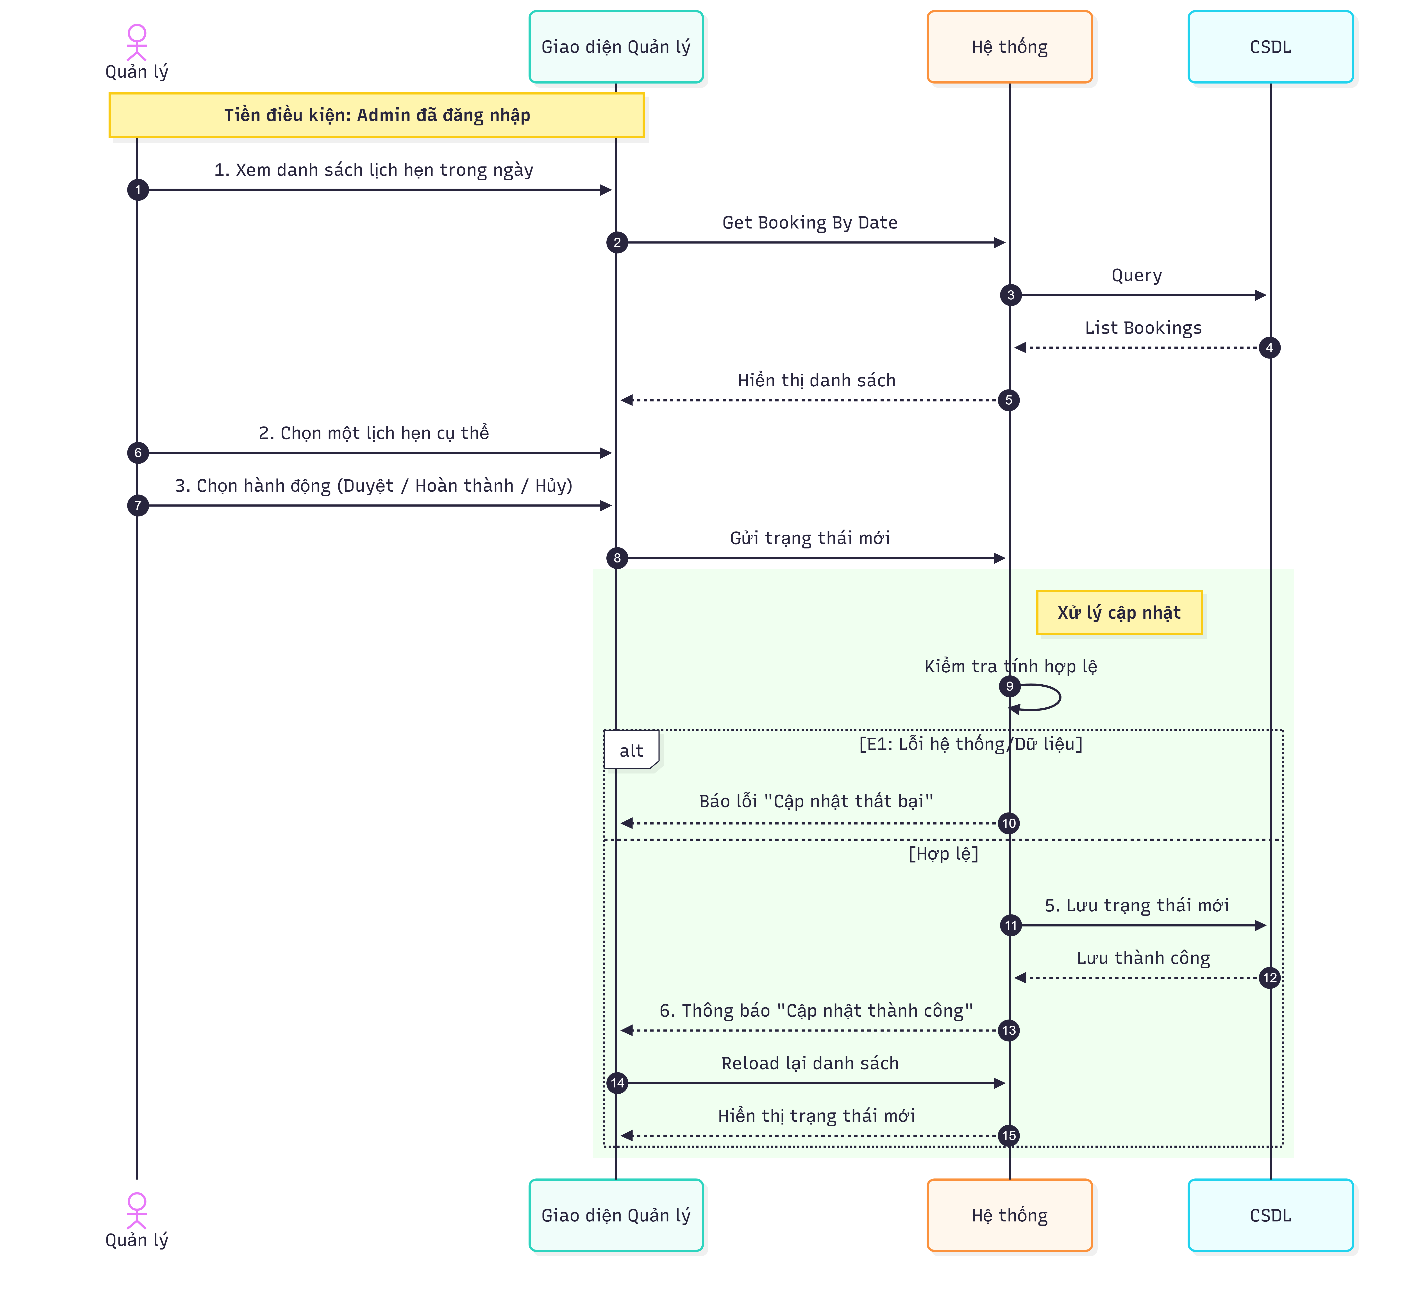 Quản lý
Giao diện Quản lý
Hệ thống
CSDL
Tiền điều kiện: Admin đã đăng nhập
1. Xem danh sách lịch hẹn trong ngày
1
Get Booking By Date
2
Query
3
List Bookings
4
Hiển thị danh sách
5
2. Chọn một lịch hẹn cụ thể
6
3. Chọn hành động (Duyệt / Hoàn thành / Hủy)
7
Gửi trạng thái mới
8
Xử lý cập nhật
Kiểm tra tính hợp lệ
9
alt
[E1: Lỗi hệ thống/Dữ liệu]
Báo lỗi "Cập nhật thất bại"
10
[Hợp lệ]
5. Lưu trạng thái mới
11
Lưu thành công
12
6. Thông báo "Cập nhật thành công"
13
Reload lại danh sách
14
Hiển thị trạng thái mới
15
Quản lý
Giao diện Quản lý
Hệ thống
CSDL